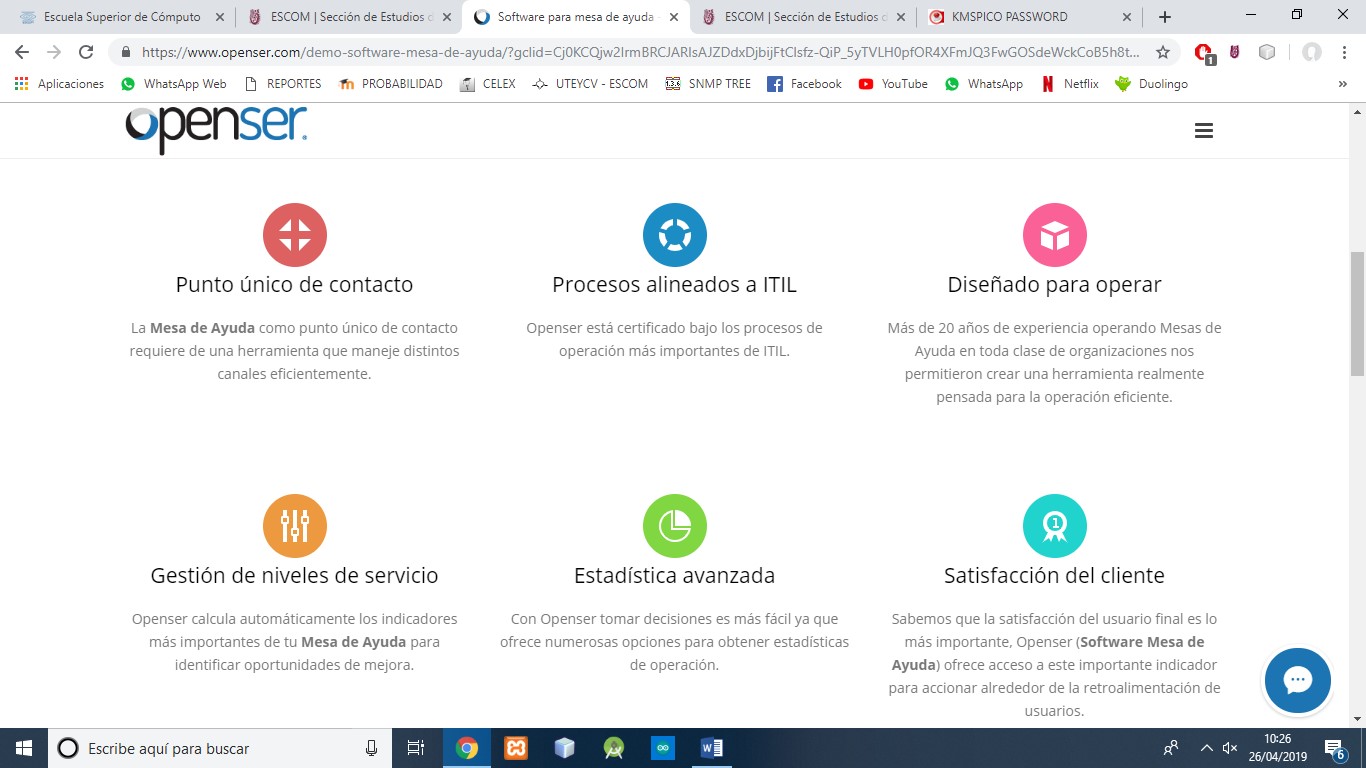 Escuela Superior de Cómputo
ESCOM | Sección de Estudios d
Software para mesa de ayuda
ESCOM | Sección de Estudios d
KMSPICO PASSWORD
https://www.openser.com/demo-software-mesa-de-ayuda/?gclid=Cj0KCQjw2IrmBRCJARIsAJZDdxDjbijFtClsfz-QiP_5yTVLH0pfOR4XFmJQ3FwGOSdeWckCoB5h8t...
1
Aplicaciones
WhatsApp Web
REPORTES
PROBABILIDAD
CELEX
UTEYCV - ESCOM
SNMP TREE
Facebook
YouTube
WhatsApp
Netflix
Duolingo
»
openser
Punto único de contacto
La Mesa de Ayuda como punto único de contacto
requiere de una herramienta que maneje distintos
canales eficientemente.
Procesos alineados a ITIL
Openser está certificado bajo los procesos de
operación más importantes de ITIL.
Diseñado para operar
Más de 20 años de experiencia operando Mesas de
Ayuda en toda clase de organizaciones nos
permitieron crear una herramienta realmente
pensada para la operación eficiente.
Gestión de niveles de servicio
Openser calcula automáticamente los indicadores
más importantes de tu Mesa de Ayuda para
identificar oportunidades de mejora.
Estadística avanzada
Con Openser tomar decisiones es más fácil ya que
ofrece numerosas opciones para obtener estadísticas
de operación.
1
Satisfacción del cliente
Sabemos que la satisfacción del usuario final es lo
más importante, Openser (Software Mesa de
Ayuda) ofrece acceso a este importante indicador
para accionar alrededor de la retroalimentación de
usuarios.
Escribe aquí para buscar
10:26
26/04/2019
6